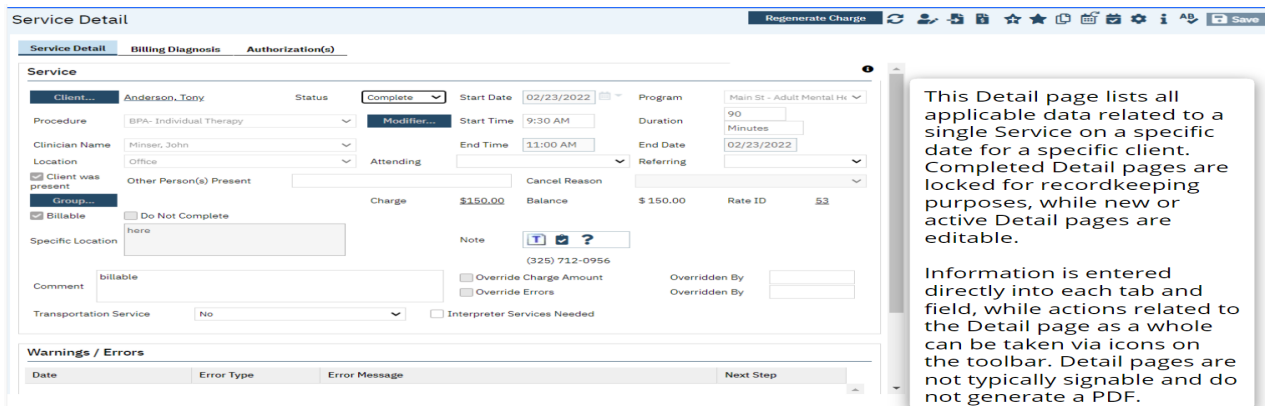 Service Detail
Regenerate Charge
Save
Service Detail Billing Diagnosis Authorization(s)
Service
Client... Anderson, Tony Status Complete Start Date 02/23/2022 Program Main St - Adult Mental He
Procedure BPA- Individual Therapy Modifier... Start Time 9:30 AM Duration 90 Minutes
Clinician Name Minser, John End Time 11:00 AM End Date 02/23/2022
Location Office Attending Referring
Client was present Other Person(s) Present Cancel Reason
Group... Charge $150.00 Balance $ 150.00 Rate ID 53
Billable Do Not Complete
Specific Location here Note T ?
(325) 712-0956
Comment billable Override Charge Amount Overridden By
Override Errors Overridden By
Transportation Service No Interpreter Services Needed
Warnings / Errors
Date Error Type Error Message Next Step
This Detail page lists all
applicable data related to a
single Service on a specific
date for a specific client.
Completed Detail pages are
locked for recordkeeping
purposes, while new or
active Detail pages are
editable.
Information is entered
directly into each tab and
field, while actions related to
the Detail page as a whole
can be taken via icons on
the toolbar. Detail pages are
not typically signable and do
not generate a PDF.